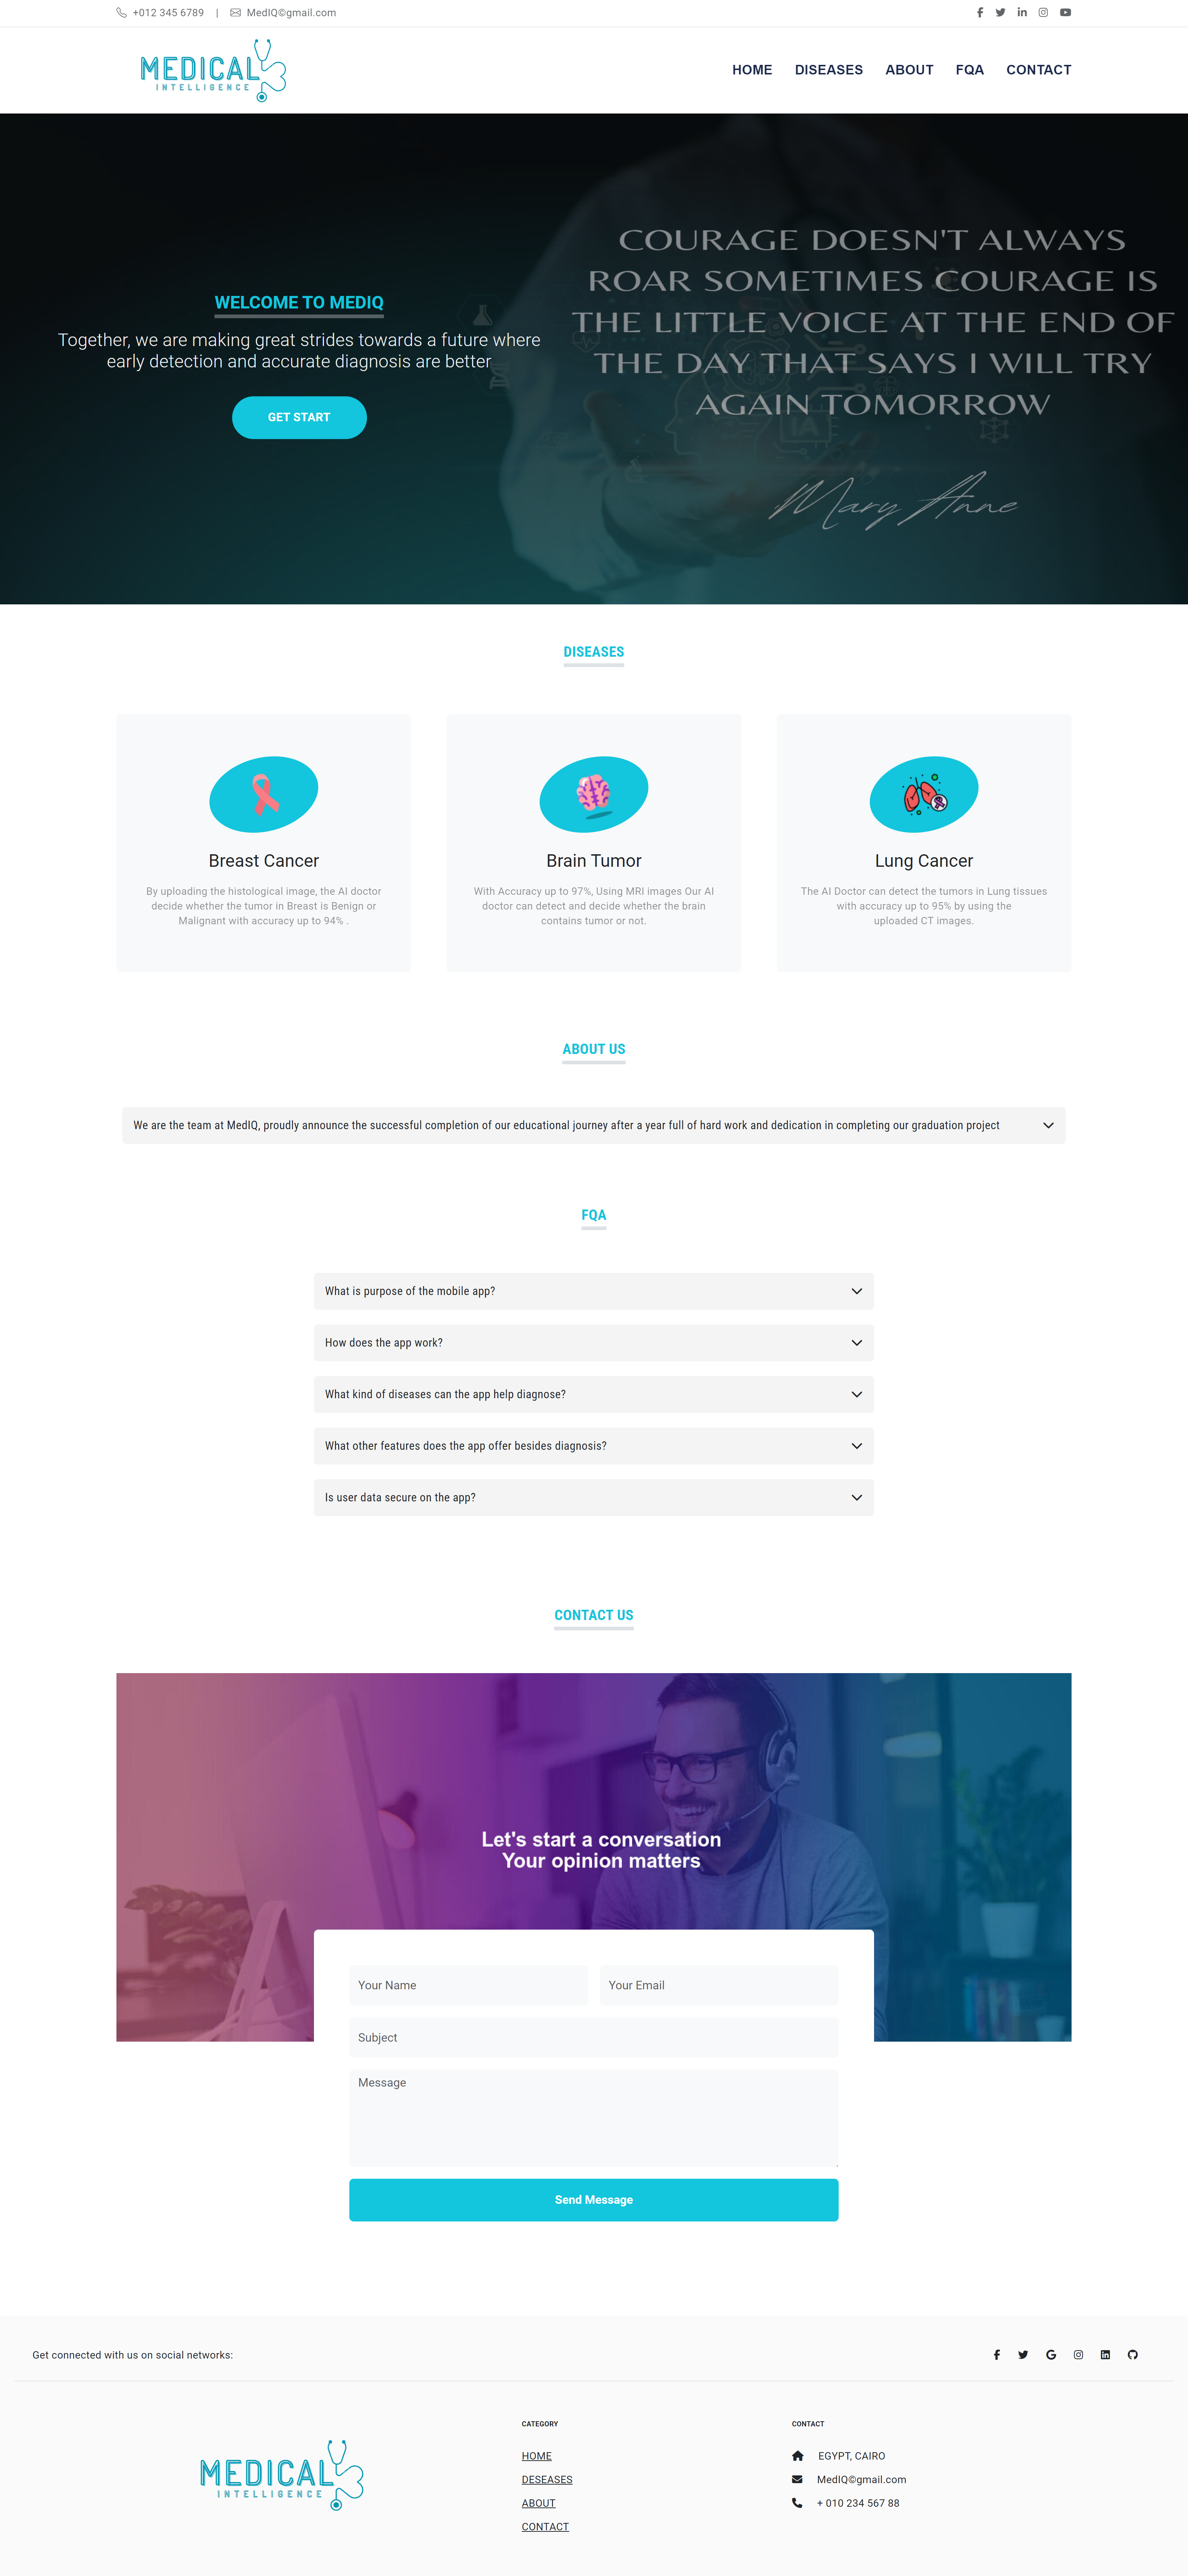 +012 345 6789 | MedIQ©gmail.com
MEDICAL
INTELLIGENCE
HOME DISEASES ABOUT FQA CONTACT
WELCOME TO MEDIQ
Together, we are making great strides towards a future where
early detection and accurate diagnosis are better
GET START
COURAGE DOESN'T ALWAYS
ROAR SOMETIMES COURAGE IS
THE LITTLE VOICE AT THE END OF
THE DAY THAT SAYS I WILL TRY
AGAIN TOMORROW
IA
Mary Anne
DISEASES
Breast Cancer
By uploading the histological image, the AI doctor
decide whether the tumor in Breast is Benign or
Malignant with accuracy up to 94% .
Brain Tumor
With Accuracy up to 97%, Using MRI images Our AI
doctor can detect and decide whether the brain
contains tumor or not.
Lung Cancer
The AI Doctor can detect the tumors in Lung tissues
with accuracy up to 95% by using the
uploaded CT images.
ABOUT US
We are the team at MedIQ, proudly announce the successful completion of our educational journey after a year full of hard work and dedication in completing our graduation project
FQA
What is purpose of the mobile app?
How does the app work?
What kind of diseases can the app help diagnose?
What other features does the app offer besides diagnosis?
Is user data secure on the app?
CONTACT US
Let's start a conversation
Your opinion matters
Your Name
Your Email
Subject
Message
Send Message
Get connected with us on social networks:
MEDICAL
INTELLIGENCE
CATEGORY
HOME
DESEASES
ABOUT
CONTACT
CONTACT
EGYPT, CAIRO
MedIQ©gmail.com
+ 010 234 567 88